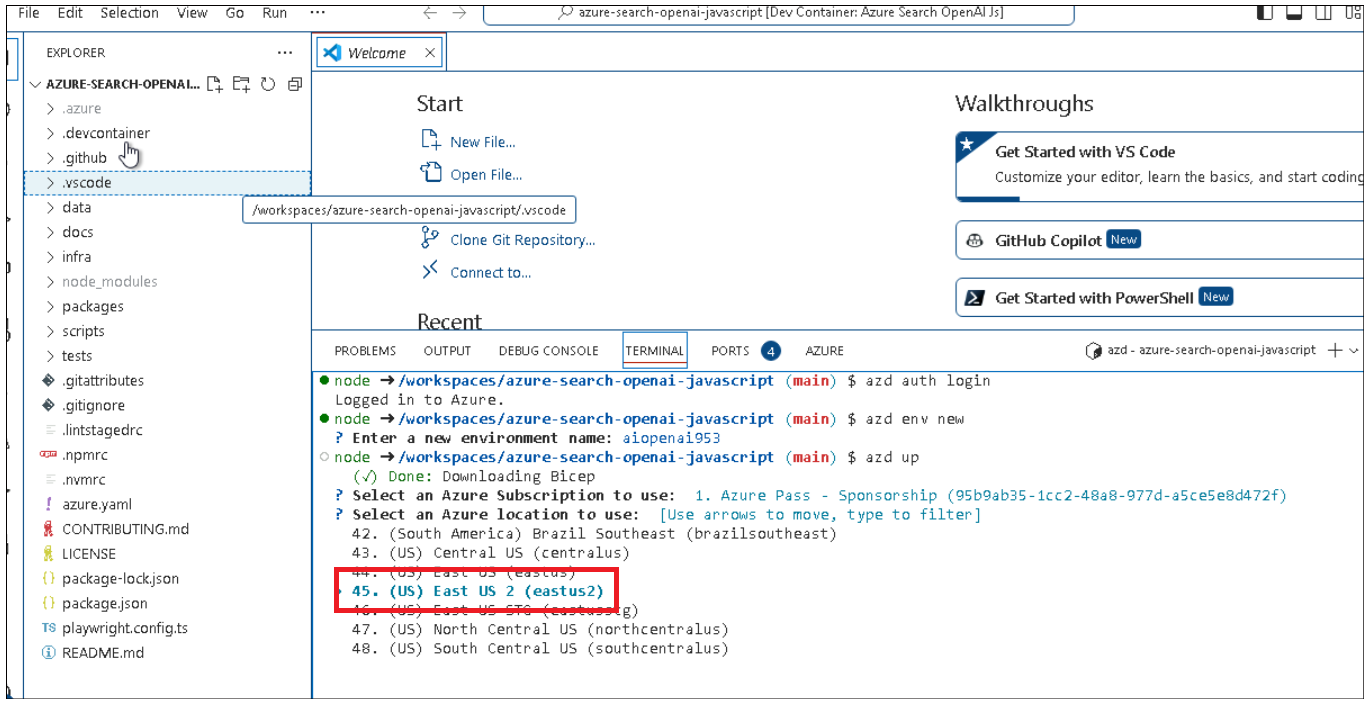 File Edit Selection View Go Run ···
azure-search-openai-javascript [Dev Container: Azure Search OpenAI Js]
EXPLORER ···
AZURE-SEARCH-OPENAI...
.azure
.devcontainer
.github
.vscode
data
docs
infra
node_modules
packages
scripts
tests
.gitattributes
.gitignore
.lintstagedrc
.npmrc
.nvmrc
azure.yaml
CONTRIBUTING.md
LICENSE
package-lock.json
package.json
TS playwright.config.ts
README.md
/workspaces/azure-search-openai-javascript/.vscode
Welcome
Start
New File...
Open File...
Clone Git Repository...
Connect to...
Recent
Walkthroughs
Get Started with VS Code
Customize your editor, learn the basics, and start coding
GitHub Copilot New
Get Started with PowerShell New
PROBLEMS OUTPUT DEBUG CONSOLE TERMINAL PORTS 4 AZURE
azd - azure-search-openai-javascript
node ➜ /workspaces/azure-search-openai-javascript (main) $ azd auth login
Logged in to Azure.
node ➜ /workspaces/azure-search-openai-javascript (main) $ azd env new
? Enter a new environment name: aiopenai953
node ➜ /workspaces/azure-search-openai-javascript (main) $ azd up
(✓) Done: Downloading Bicep
? Select an Azure Subscription to use: 1. Azure Pass - Sponsorship (95b9ab35-1cc2-48a8-977d-a5ce5e8d472f)
? Select an Azure location to use: [Use arrows to move, type to filter]
42. (South America) Brazil Southeast (brazilsoutheast)
43. (US) Central US (centralus)
44. (US) East US (eastus)
> 45. (US) East US 2 (eastus2)
46. (US) East US STG (eastusstg)
47. (US) North Central US (northcentralus)
48. (US) South Central US (southcentralus)